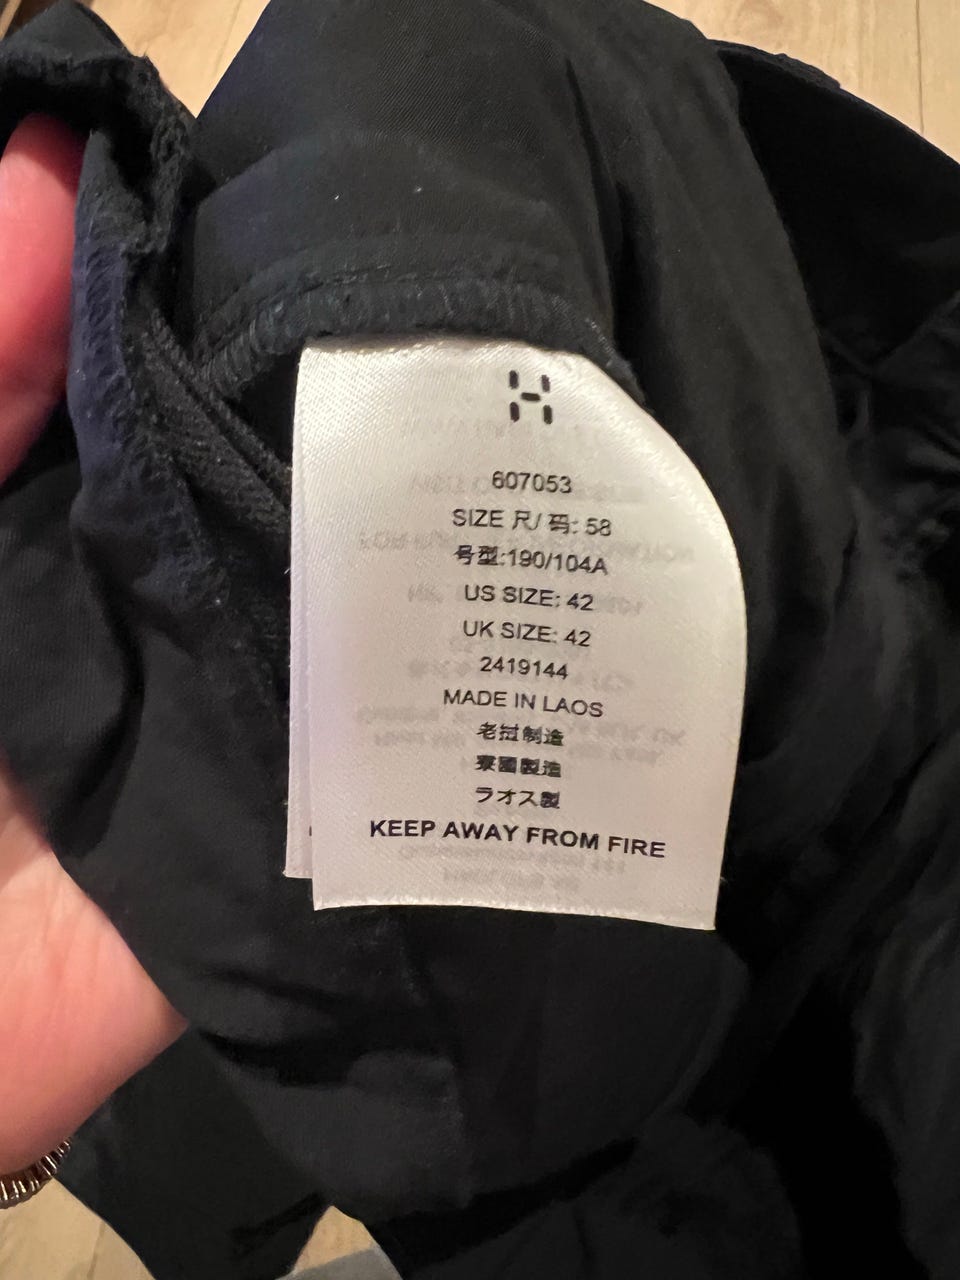 607053
SIZE 尺/ 码: 58
号型:190/104A
US SIZE: 42
UK SIZE: 42
2419144
MADE IN LAOS
老挝制造
寮國製造
ラオス製
KEEP AWAY FROM FIRE